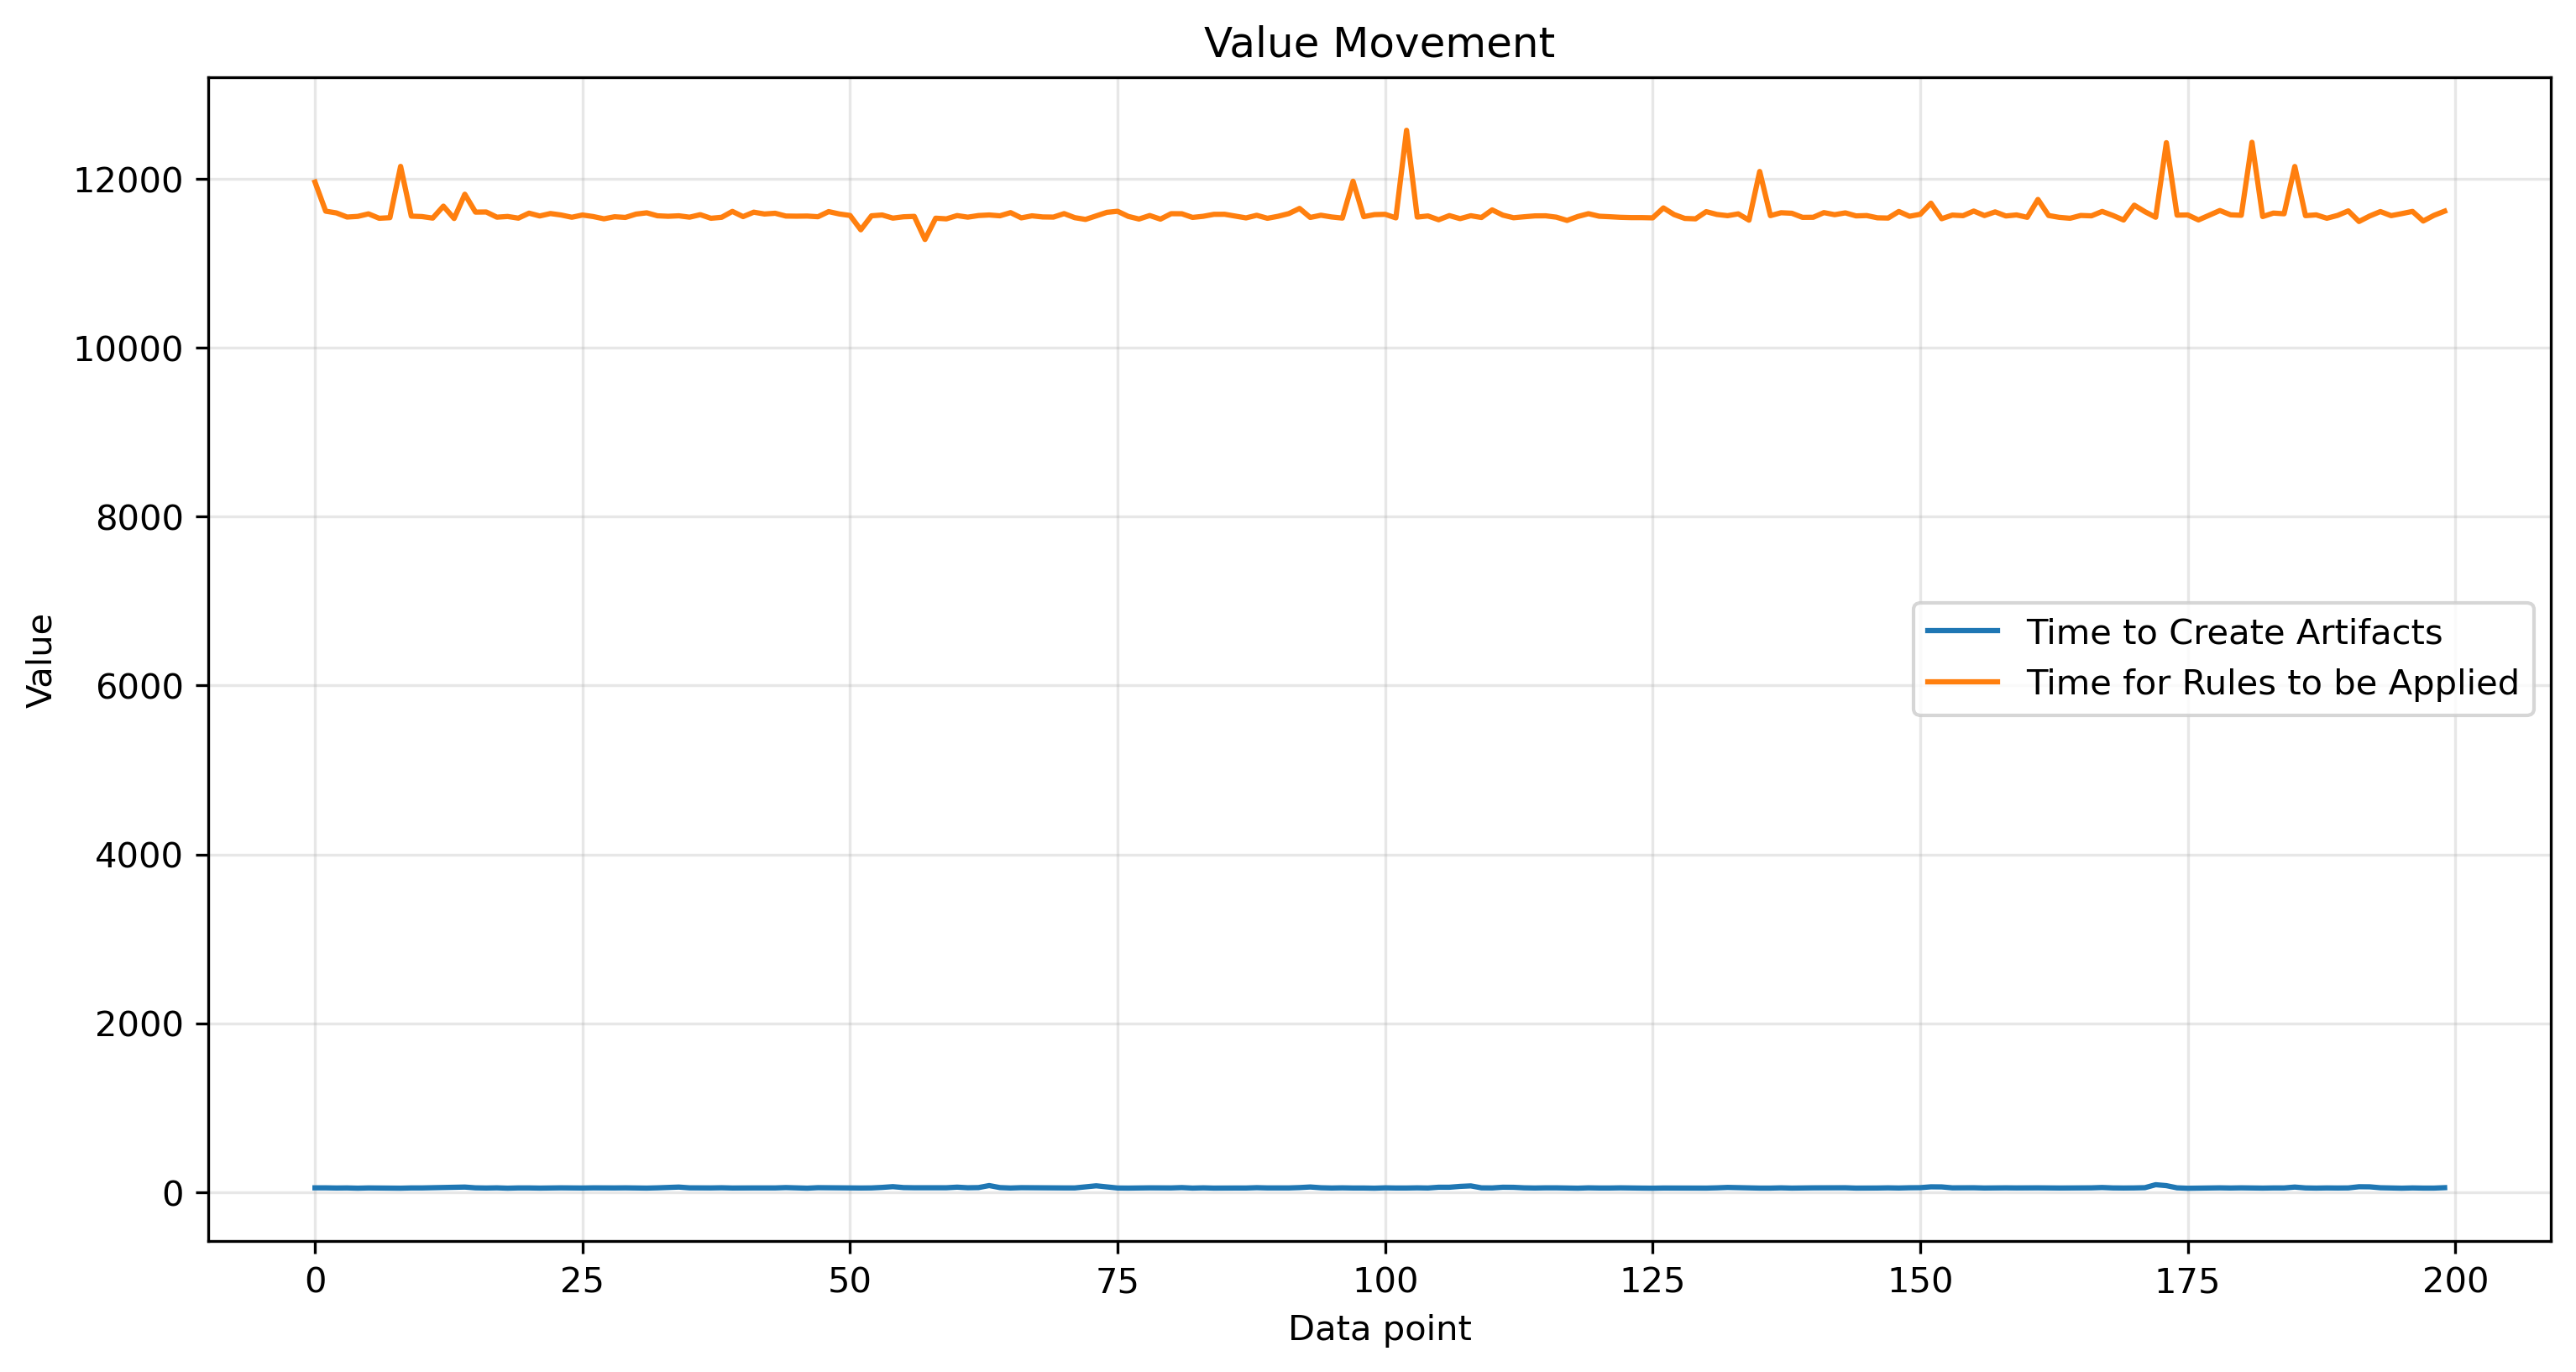 Value Movement
12000
10000
8000
6000
4000
2000
0
Value
Time to Create Artifacts
Time for Rules to be Applied
0 25 50 75 100 125 150 175 200
Data point